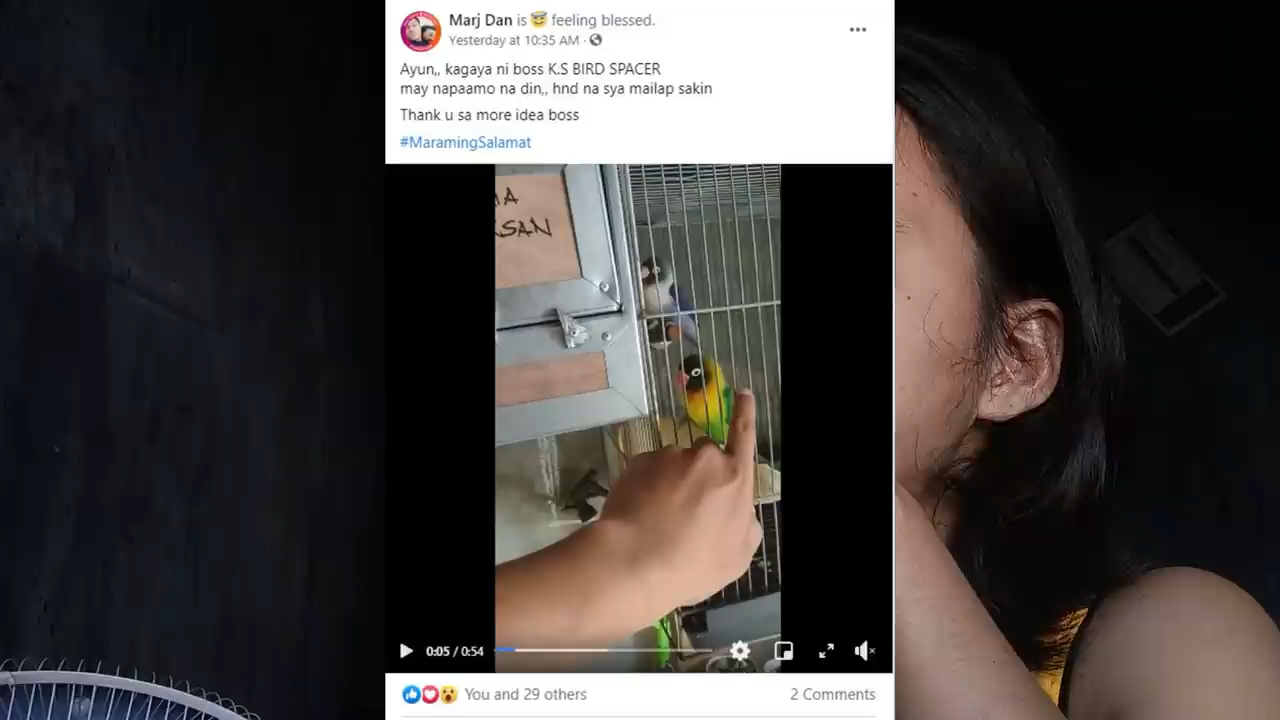 Marj Dan is feeling blessed.
Yesterday at 10:35 AM ·
Ayun,, kagaya ni boss K.S BIRD SPACER
may napaamo na din,, hnd na sya mailap sakin
Thank u sa more idea boss
#MaramingSalamat
SAN
0:05 / 0:54
You and 29 others
2 Comments